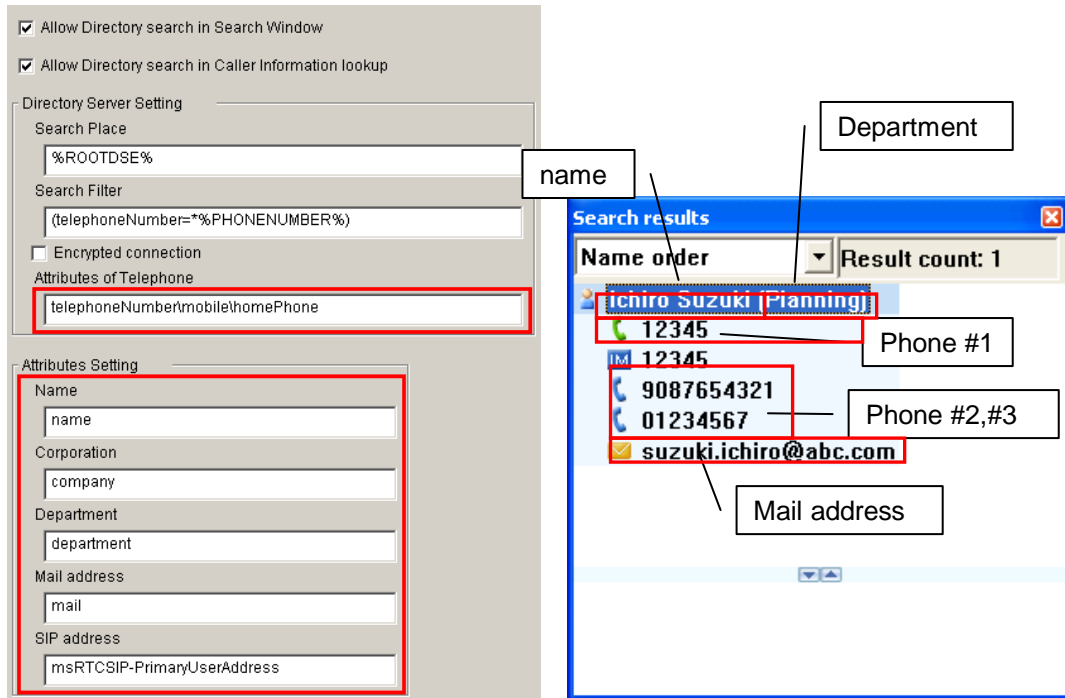 Allow Directory search in Search Window
Allow Directory search in Caller Information lookup
Directory Server Setting
Search Place
%ROOTDSE%
Search Filter
(telephoneNumber=*%PHONENUMBER%)
Encrypted connection
Attributes of Telephone
telephoneNumber\mobile\homePhone
Attributes Setting
Name
name
Corporation
company
Department
department
Mail address
mail
SIP address
msRTCSIP-PrimaryUserAddress
name
Department
Search results
Name order
Result count: 1
Ichiro Suzuki (Planning)
12345
Phone #1
IM 12345
9087654321
01234567
Phone #2,#3
suzuki.ichiro@abc.com
Mail address